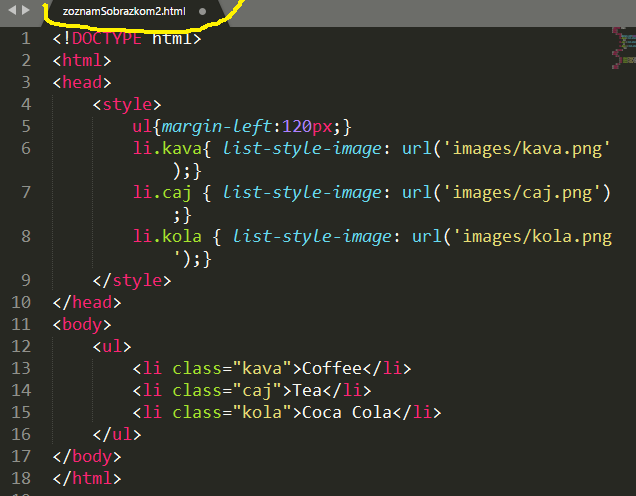 zoznamSobrazkom2.html
1 <!DOCTYPE html>
2 <html>
3 <head>
4 <style>
5 ul{margin-left:120px;}
6 li.kava{ list-style-image: url('images/kava.png'
);}
7 li.caj { list-style-image: url('images/caj.png')
;}
8 li.kola { list-style-image: url('images/kola.png
');}
9 </style>
10 </head>
11 <body>
12 <ul>
13 <li class="kava">Coffee</li>
14 <li class="caj">Tea</li>
15 <li class="kola">Coca Cola</li>
16 </ul>
17 </body>
18 </html>